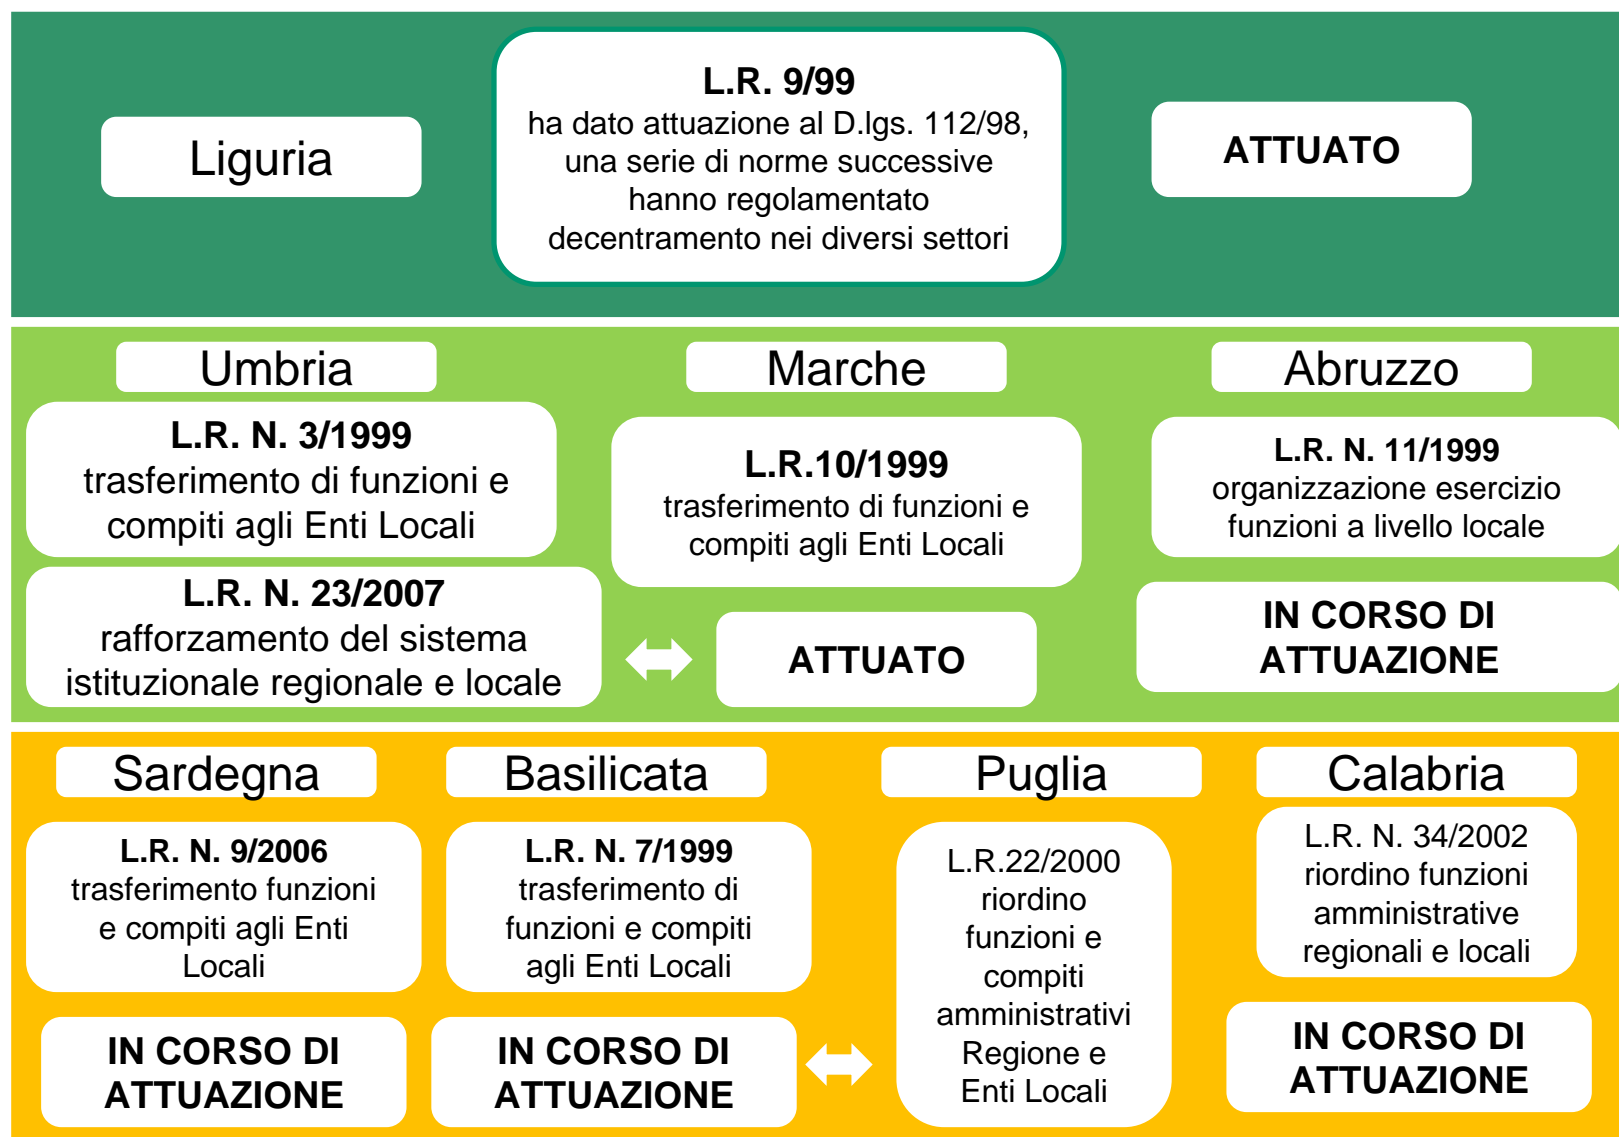 Liguria
L.R. 9/99
ha dato attuazione al D.lgs. 112/98,
una serie di norme successive
hanno regolamentato
decentramento nei diversi settori
ATTUATO
Umbria
L.R. N. 3/1999
trasferimento di funzioni e
compiti agli Enti Locali
L.R. N. 23/2007
rafforzamento del sistema
istituzionale regionale e locale
Marche
L.R.10/1999
trasferimento di funzioni e
compiti agli Enti Locali
ATTUATO
Abruzzo
L.R. N. 11/1999
organizzazione esercizio
funzioni a livello locale
IN CORSO DI
ATTUAZIONE
Sardegna
L.R. N. 9/2006
trasferimento funzioni
e compiti agli Enti
Locali
IN CORSO DI
ATTUAZIONE
Basilicata
L.R. N. 7/1999
trasferimento di
funzioni e compiti
agli Enti Locali
IN CORSO DI
ATTUAZIONE
Puglia
L.R.22/2000
riordino
funzioni e
compiti
amministrativi
Regione e
Enti Locali
Calabria
L.R. N. 34/2002
riordino funzioni
amministrative
regionali e locali
IN CORSO DI
ATTUAZIONE